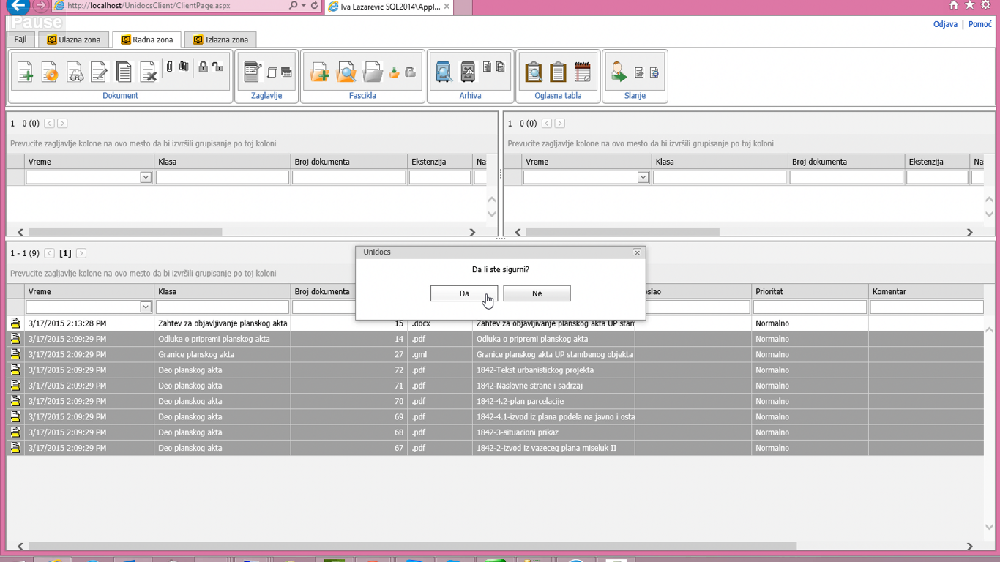 http://localhost/UnidocsClient/ClientPage.aspx
Iva Lazarevic SQL2014\Appl...
Pause
Odjava | Pomoć
Fajl Ulazna zona Radna zona Izlazna zona
Dokument Zaglavlje Fascikla Arhiva Oglasna tabla Slanje
1 - 0 (0) 1 - 0 (0)
Prevucite zagljavlje kolone na ovo mesto da bi izvršili grupisanje po toj koloni Prevucite zagljavlje kolone na ovo mesto da bi izvršili grupisanje po toj koloni
Vreme Klasa Broj dokumenta Ekstenzija Na Vreme Klasa Broj dokumenta Ekstenzija Na
Unidocs
Da li ste sigurni?
Da Ne
1 - 1 (9) [1]
Prevucite zagljavlje kolone na ovo mesto da bi izvršili grupisanje po toj koloni
Vreme Klasa Broj dokumenta oslao Prioritet Komentar
3/17/2015 2:13:28 PM Zahtev za objavljivanje planskog akta 15 .docx Zahtev za objavljivanje planskog akta UP stam Normalno
3/17/2015 2:09:29 PM Odluke o pripremi planskog akta 14 .pdf Odluka o pripremi planskog akta Normalno
3/17/2015 2:09:29 PM Granice planskog akta 27 .gml Granice planskog akta UP stambenog objekta Normalno
3/17/2015 2:09:29 PM Deo planskog akta 72 .pdf 1842-Tekst urbanistickog projekta Normalno
3/17/2015 2:09:29 PM Deo planskog akta 71 .pdf 1842-Naslovne strane i sadrzaj Normalno
3/17/2015 2:09:29 PM Deo planskog akta 70 .pdf 1842-4.2-plan parcelacije Normalno
3/17/2015 2:09:29 PM Deo planskog akta 69 .pdf 1842-4.1-izvod iz plana podela na javno i osta Normalno
3/17/2015 2:09:29 PM Deo planskog akta 68 .pdf 1842-3-situacioni prikaz Normalno
3/17/2015 2:09:29 PM Deo planskog akta 67 .pdf 1842-2-izvod iz vazeceg plana miseluk II Normalno